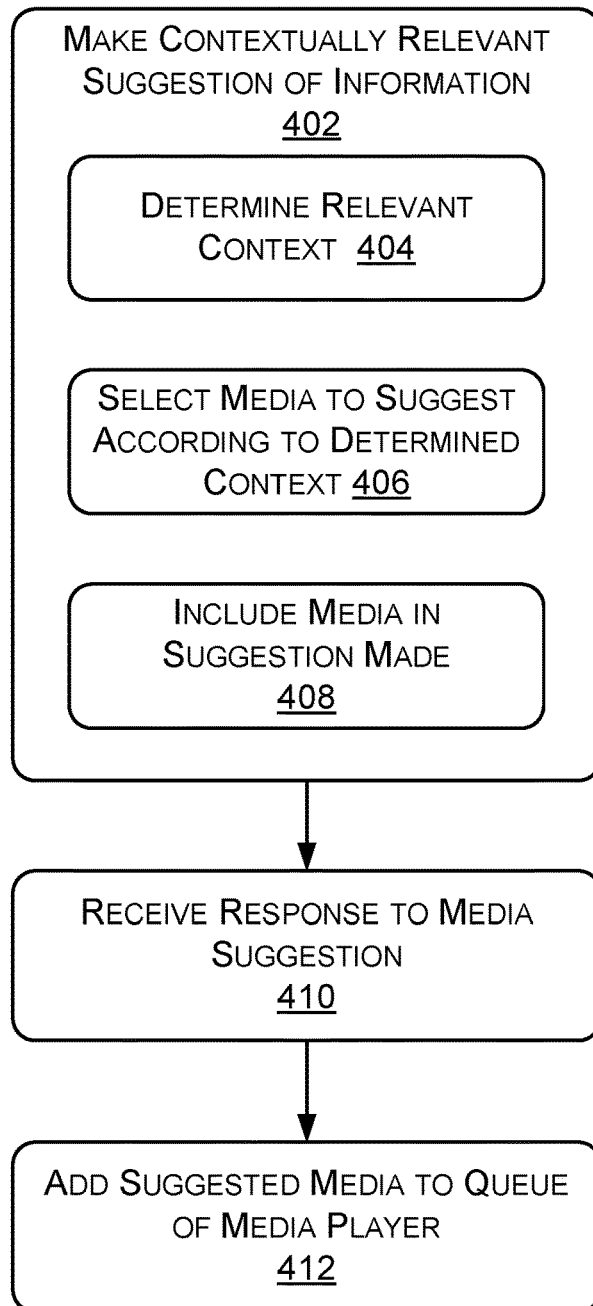 MAKE CONTEXTUALLY RELEVANT
SUGGESTION OF INFORMATION
402
DETERMINE RELEVANT
CONTEXT 404
SELECT MEDIA TO SUGGEST
ACCORDING TO DETERMINED
CONTEXT 406
INCLUDE MEDIA IN
SUGGESTION MADE
408
RECEIVE RESPONSE TO MEDIA
SUGGESTION
410
ADD SUGGESTED MEDIA TO QUEUE
OF MEDIA PLAYER
412